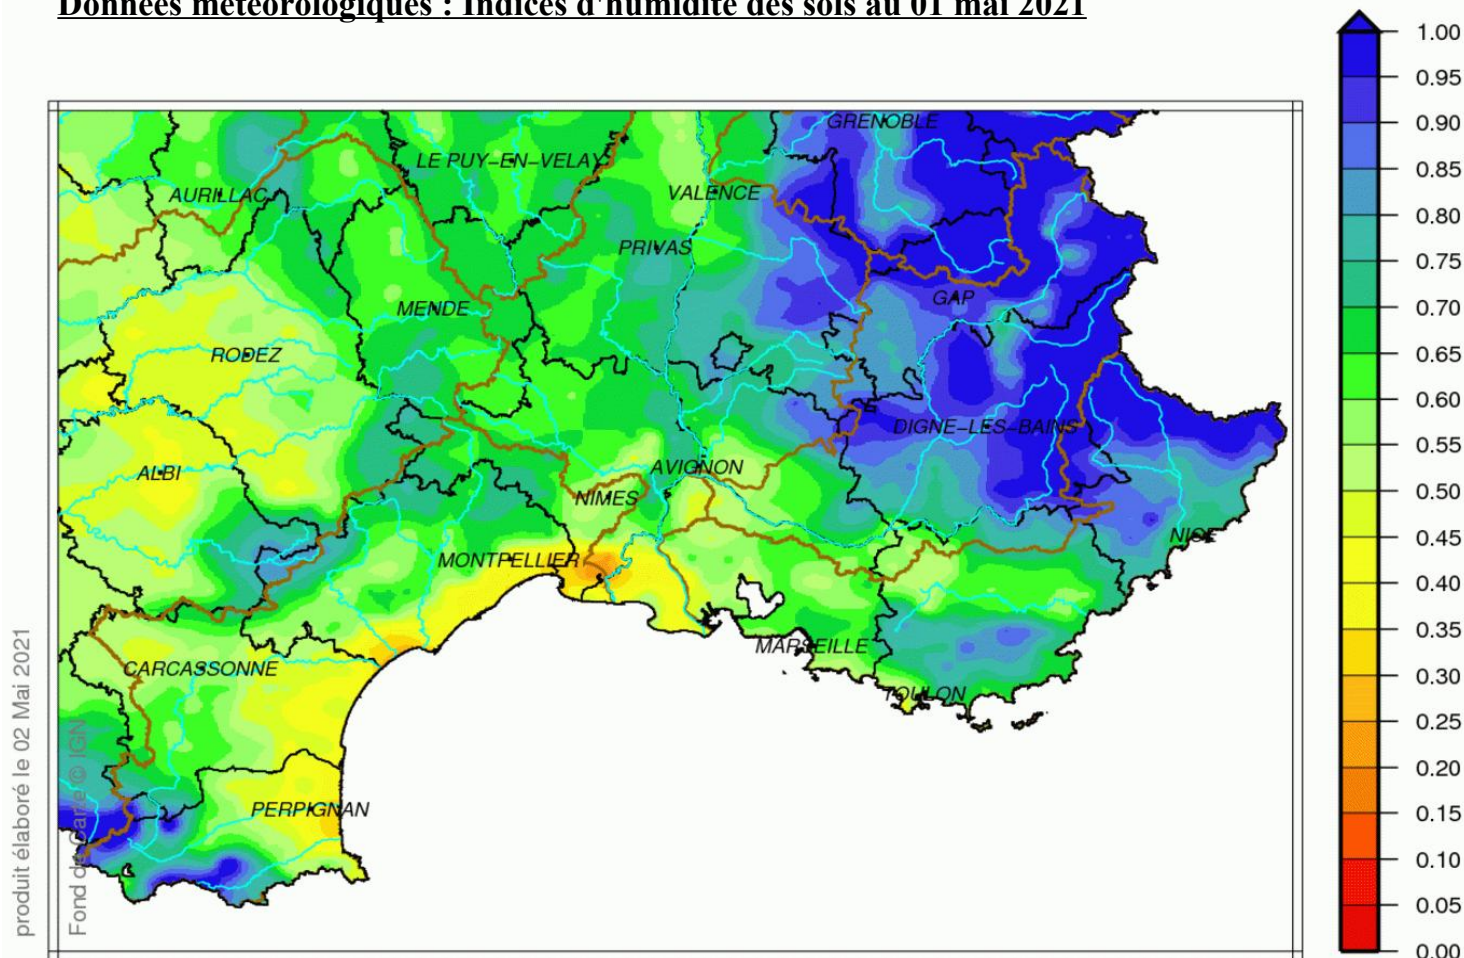 Données météorologiques : Indices d'humidité des sols au 01 mai 2021
1.00
0.95
0.90
0.85
0.80
0.75
0.70
0.65
0.60
0.55
0.50
0.45
0.40
0.35
0.30
0.25
0.20
0.15
0.10
0.05
0.00
GRENOBLE
LE PUY-EN-VELAY
AURILLAC
VALENCE
PRIVAS
GAP
MENDE
RODEZ
DIGNE-LES-BAINS
ALBI
AVIGNON
NIMES
NICE
MONTPELLIER
MARSEILLE
CARCASSONNE
TOULON
PERPIGNAN
produit élaboré le 02 Mai 2021
Fond de Carte © IGN